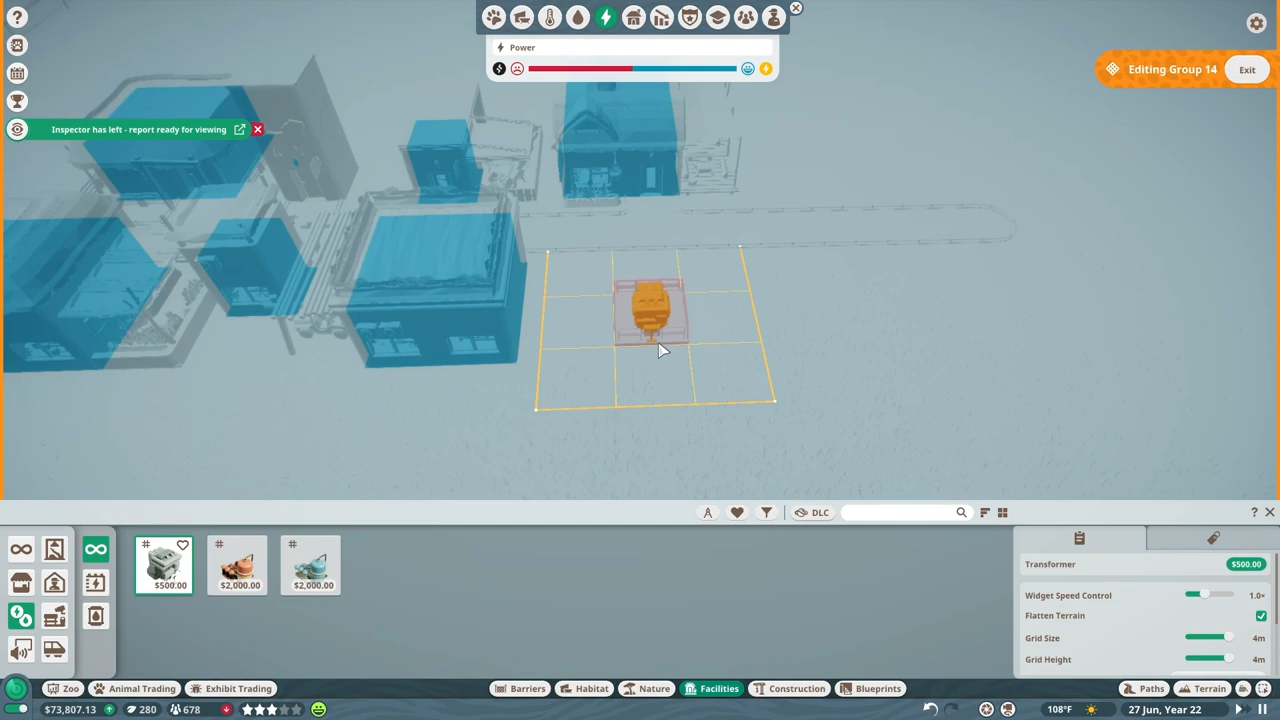 Power
Editing Group 14
Exit
Inspector has left - report ready for viewing
DLC
$500.00
$2,000.00
$2,000.00
Transformer
$500.00
Widget Speed Control
1.0×
Flatten Terrain
Grid Size
4m
Grid Height
4m
Zoo
Animal Trading
Exhibit Trading
Barriers
Habitat
Nature
Facilities
Construction
Blueprints
Paths
Terrain
$73,807.13
280
678
108°F
27 Jun, Year 22